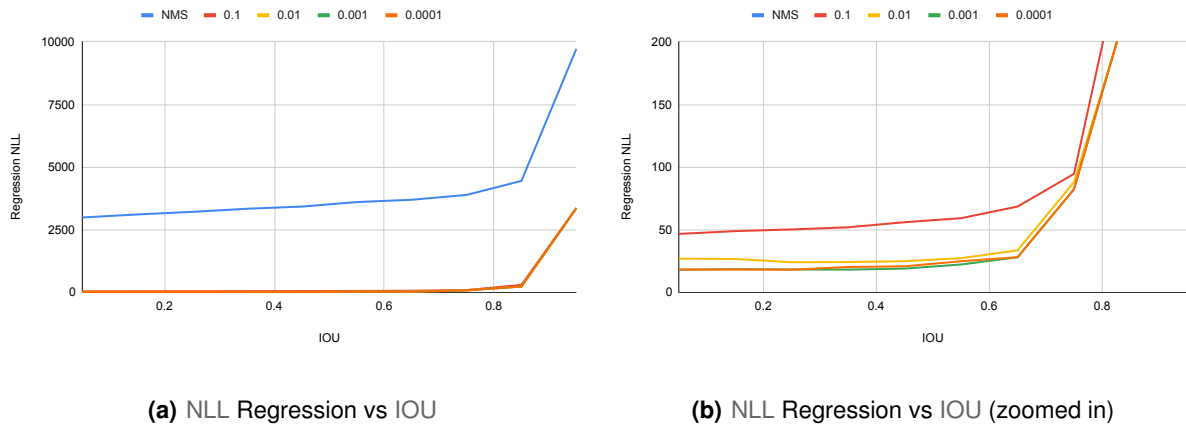 NMS 0.1 0.01 0.001 0.0001
10000
7500
5000
2500
0
Regression NLL
0.2 0.4 0.6 0.8
IOU
(a) NLL Regression vs IOU
NMS 0.1 0.01 0.001 0.0001
200
150
100
50
0
Regression NLL
0.2 0.4 0.6 0.8
IOU
(b) NLL Regression vs IOU (zoomed in)